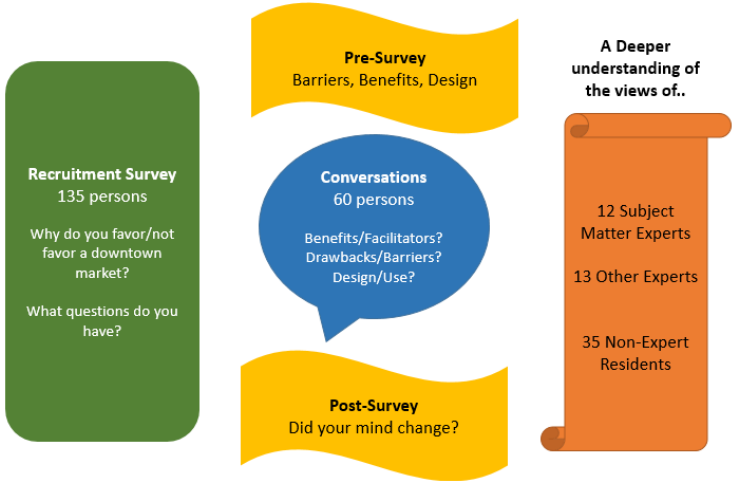 Recruitment Survey
135 persons
Why do you favor/not
favor a downtown
market?
What questions do you
have?
Pre-Survey
Barriers, Benefits, Design
Conversations
60 persons
Benefits/Facilitators?
Drawbacks/Barriers?
Design/Use?
Post-Survey
Did your mind change?
A Deeper
understanding of
the views of..
12 Subject
Matter Experts
13 Other Experts
35 Non-Expert
Residents